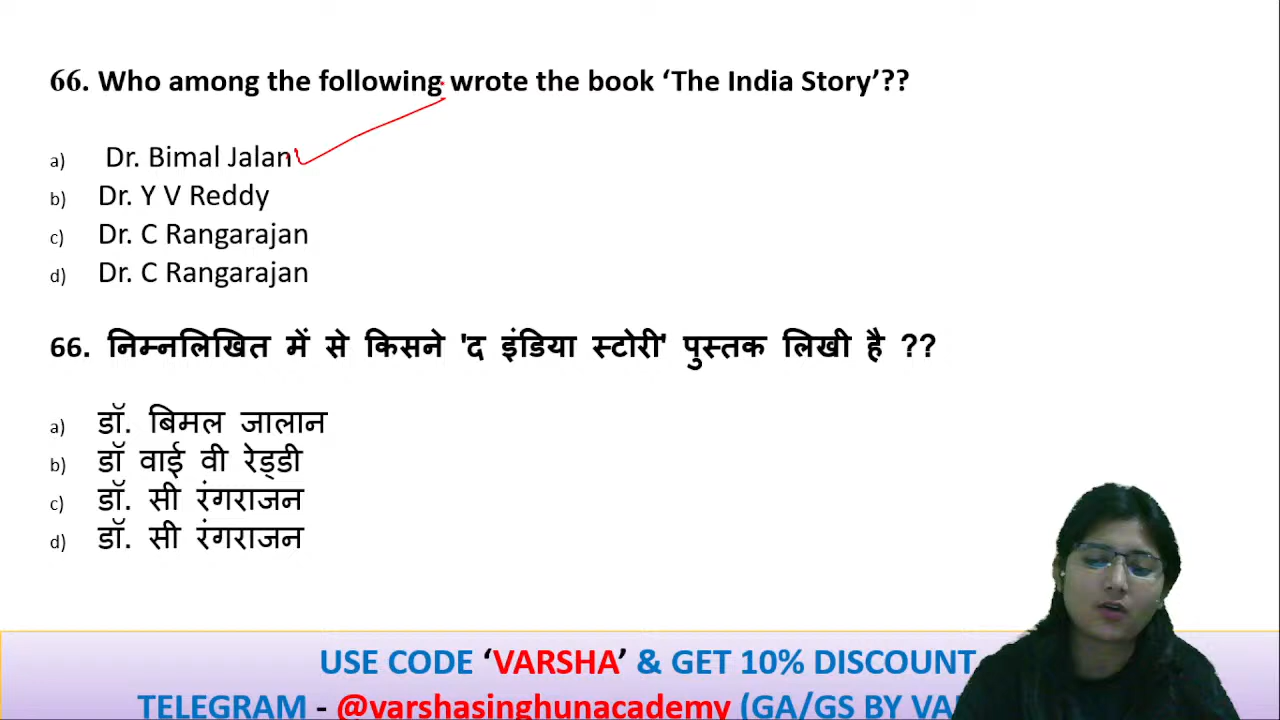 66. Who among the following wrote the book ‘The India Story’??
a) Dr. Bimal Jalan
b) Dr. Y V Reddy
c) Dr. C Rangarajan
d) Dr. C Rangarajan
66. निम्नलिखित में से किसने 'द इंडिया स्टोरी' पुस्तक लिखी है ??
a) डॉ. बिमल जालान
b) डॉ वाई वी रेड्डी
c) डॉ. सी रंगराजन
d) डॉ. सी रंगराजन
USE CODE ‘VARSHA’ & GET 10% DISCOUNT
TELEGRAM - @varshasinghunacademy (GA/GS BY VA